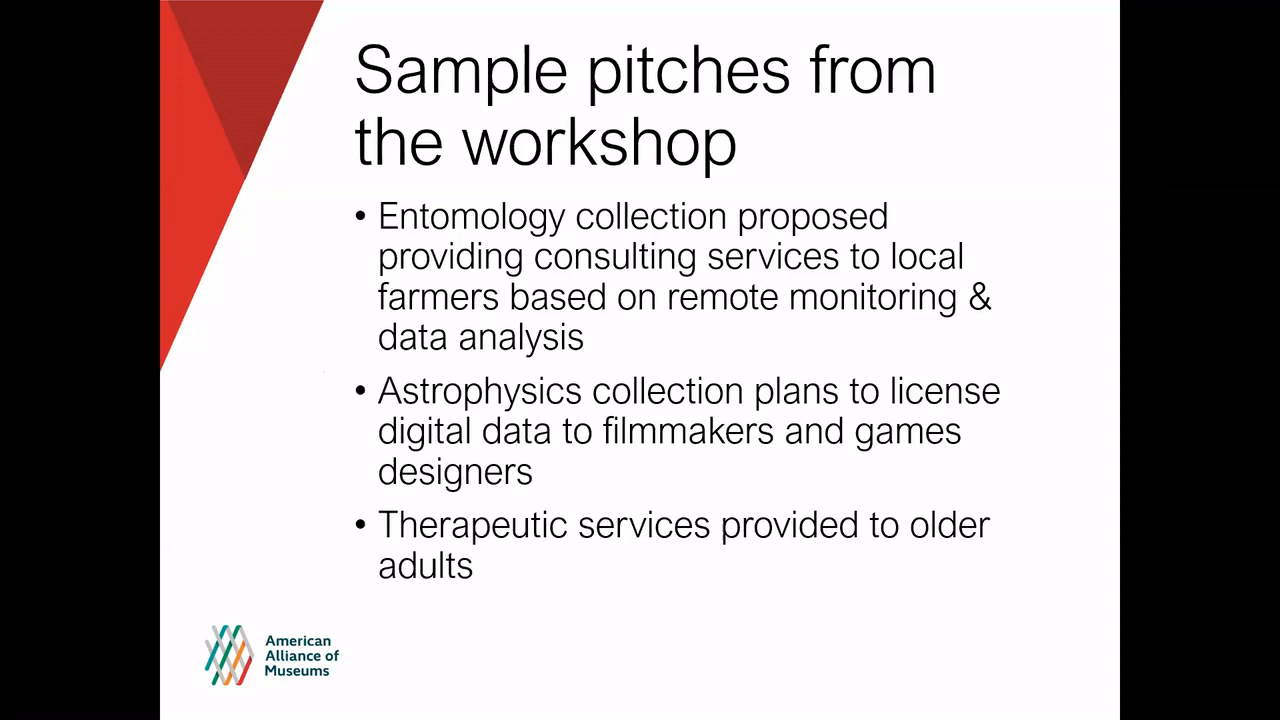 Sample pitches from
the workshop
• Entomology collection proposed
providing consulting services to local
farmers based on remote monitoring &
data analysis
• Astrophysics collection plans to license
digital data to filmmakers and games
designers
• Therapeutic services provided to older
adults
American
Alliance of
Museums